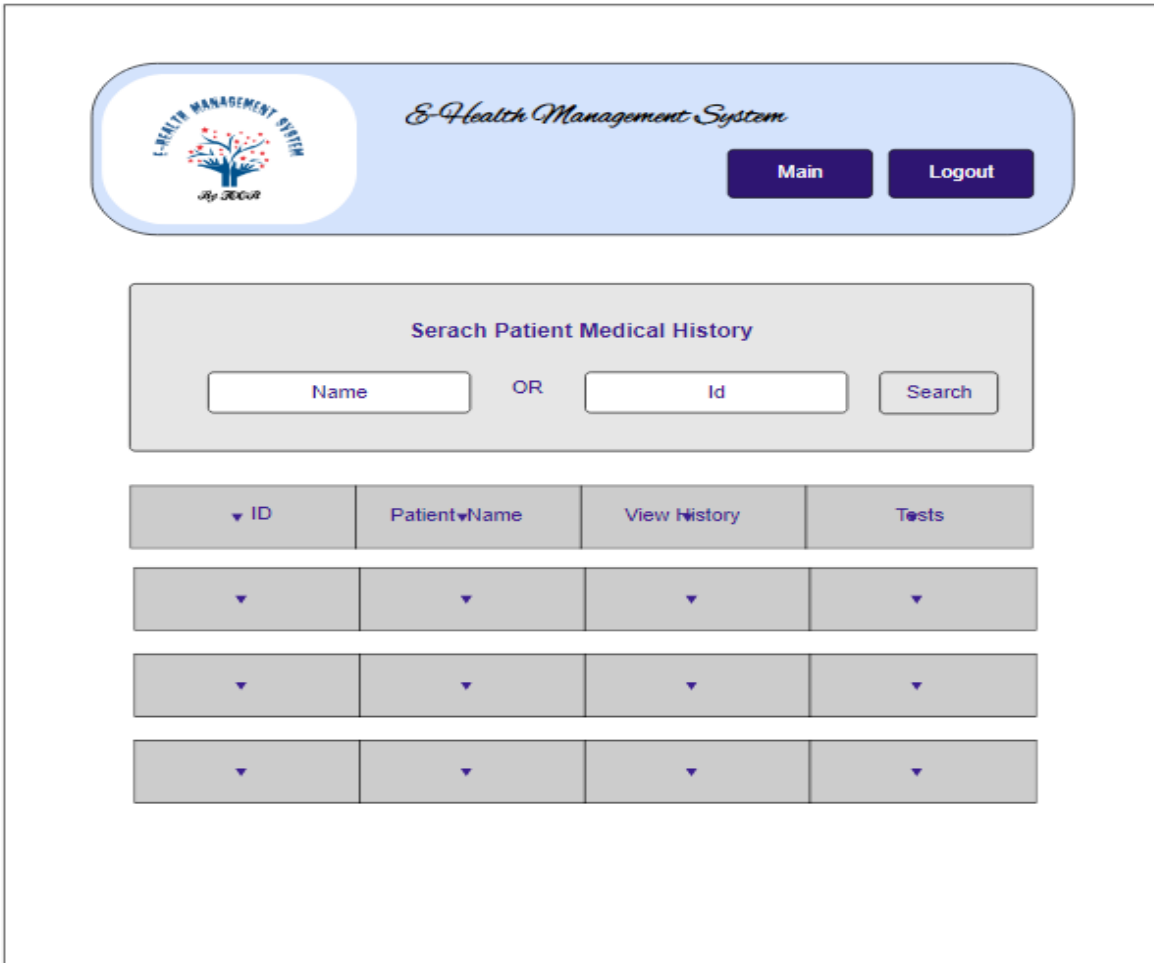 E-HEALTH MANAGEMENT SYSTEM
By
E-Health Management System
Main Logout
Serach Patient Medical History
Name OR Id Search
ID Patient Name View History Tests